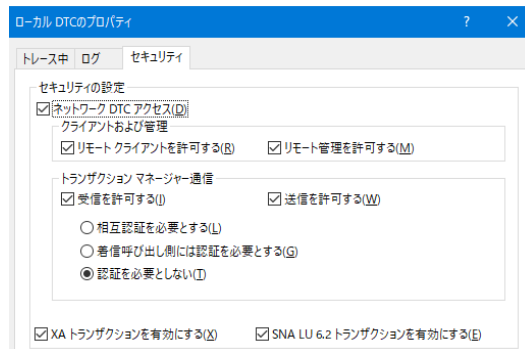 ローカル DTCのプロパティ ? ×
トレース中 ログ セキュリティ
セキュリティの設定
ネットワーク DTC アクセス(D)
クライアントおよび管理
リモート クライアントを許可する(R) リモート管理を許可する(M)
トランザクション マネージャー通信
受信を許可する(I) 送信を許可する(W)
相互認証を必要とする(L)
着信呼び出し側には認証を必要とする(G)
認証を必要としない(T)
XA トランザクションを有効にする(X) SNA LU 6.2 トランザクションを有効にする(E)